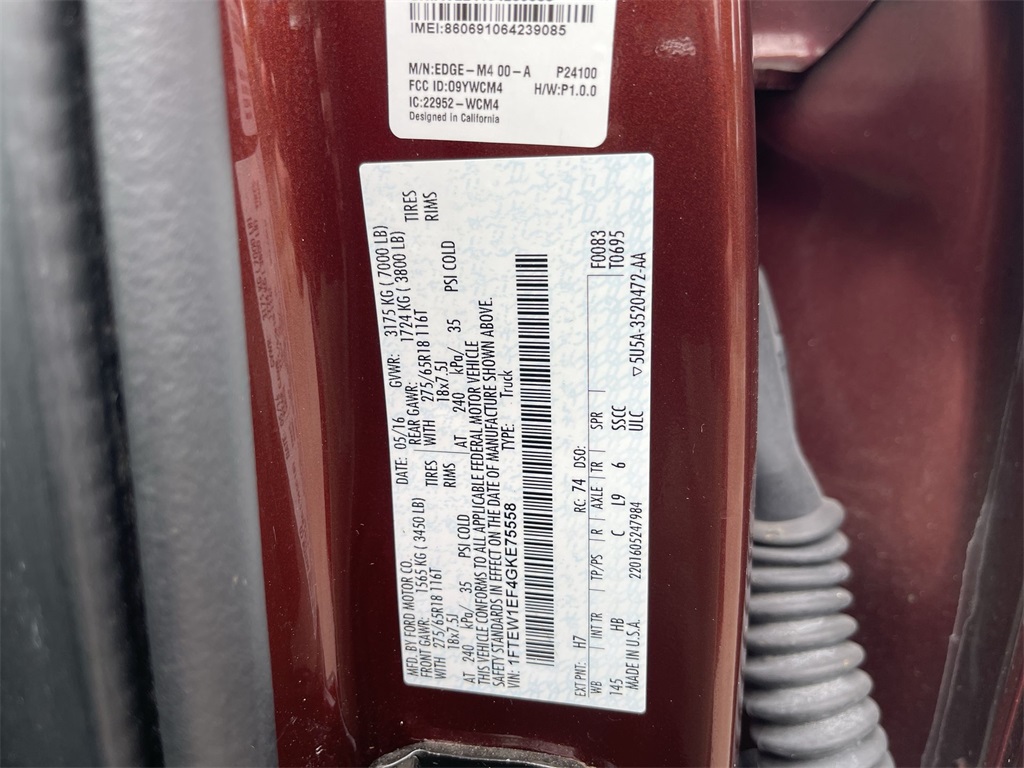 IMEI:860691064239085
M/N:EDGE-M4 00-A P24100
FCC ID:O9YWCM4 H/W:P1.0.0
IC:22952-WCM4
Designed in California
MFD. BY FORD MOTOR CO. DATE: 05/16 GVWR: 3175 KG ( 7000 LB)
FRONT GAWR: 1565 KG ( 3450 LB) REAR GAWR: 1724 KG ( 3800 LB)
WITH 275/65R18 116T TIRES WITH 275/65R18 116T TIRES
18x7.5J RIMS 18x7.5J RIMS
AT 240 kPa/ 35 PSI COLD AT 240 kPa/ 35 PSI COLD
THIS VEHICLE CONFORMS TO ALL APPLICABLE FEDERAL MOTOR VEHICLE
SAFETY STANDARDS IN EFFECT ON THE DATE OF MANUFACTURE SHOWN ABOVE.
VIN: 1FTEW1EF4GKE75558 TYPE: Truck
EXT PNT: H7 RC: 74 DSO: F0083
WB INT TR TP/PS R AXLE TR SPR T0695
145 HB C L9 6 SSCC
MADE IN U.S.A. 2201605247984 ULC ▽5U5A-3520472-AA